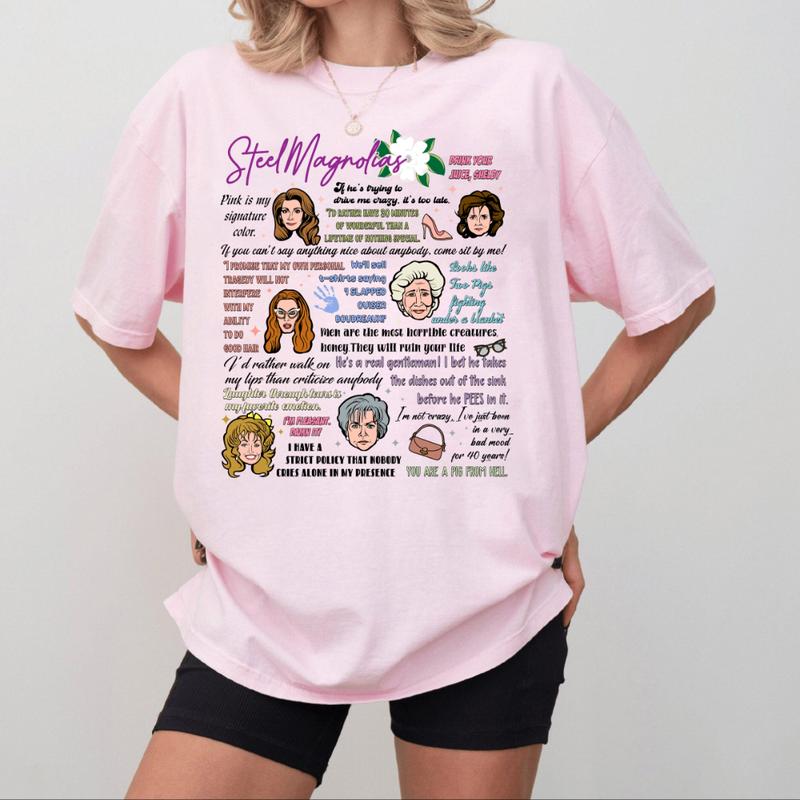 Steel Magnolias
DRINK YOUR
JUICE, SHELBY
Pink is my
signature
color.
If he's trying to
drive me crazy, it's too late.
"I'D RATHER HAVE 30 MINUTES
OF WONDERFUL THAN A
LIFETIME OF NOTHING SPECIAL.
If you can't say anything nice about anybody, come sit by me!
"I PROMISE THAT MY OWN PERSONAL
TRAGEDY WILL NOT
INTERFERE
WITH MY
ABILITY
TO DO
GOOD HAIR
We'll sell
t-shirts saying
"I SLAPPED
OUISER
BOUDREAUX"
Looks like
Two Pigs
fighting
under a blanket
Men are the most horrible creatures,
honey.They will ruin your life
I'd rather walk on
my lips than criticize anybody
He's a real gentleman! I bet he takes
the dishes out of the sink
before he PEES in it.
Laughter through tears is
my favorite emotion.
I'M PLEASANT,
DAMN IT!
I HAVE A
STRICT POLICY THAT NOBODY
CRIES ALONE IN MY PRESENCE
I'm not crazy, I've just been
in a very
bad mood
for 40 years!
YOU ARE A PIG FROM HELL.